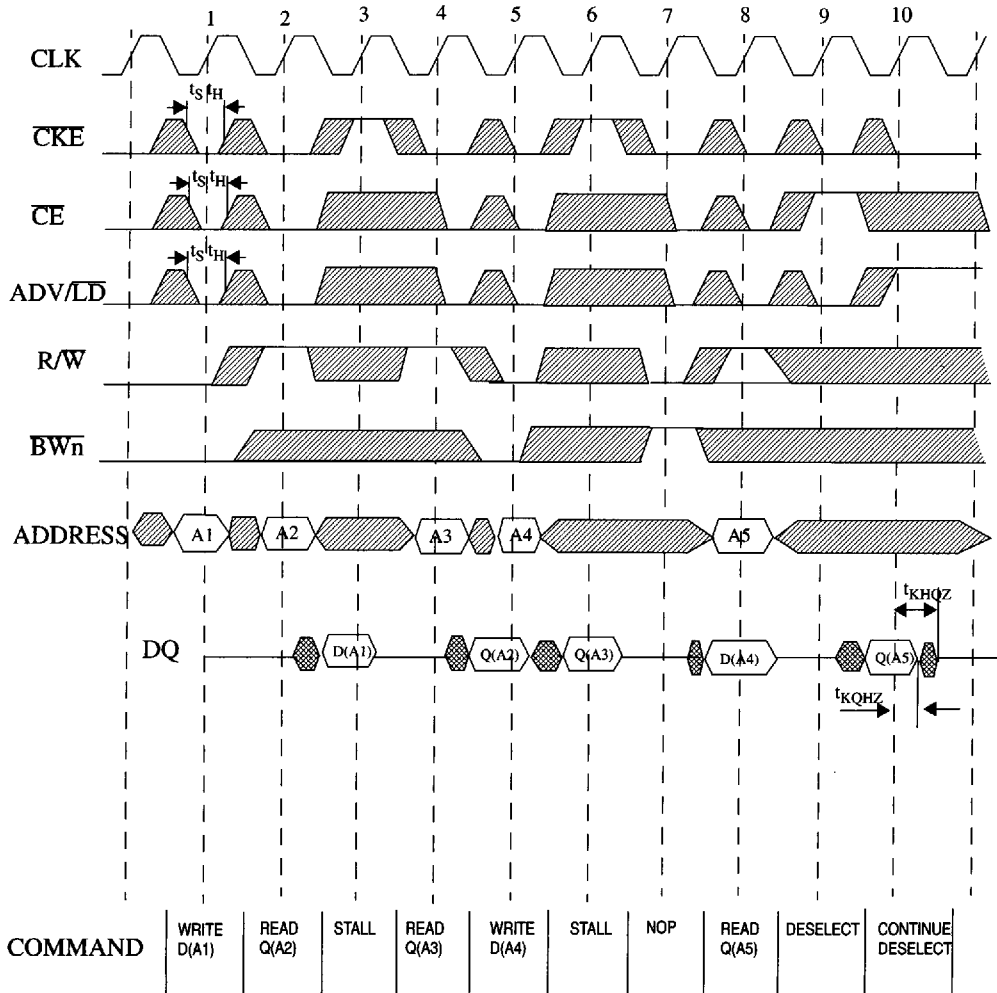 1 2 3 4 5 6 7 8 9 10
CLK
tS tH
CKE
tS tH
CE
tS tH
ADV/LD
R/W
BWn
ADDRESS A1 A2 A3 A4 A5
tKHQZ
DQ D(A1) Q(A2) Q(A3) D(A4) Q(A5)
tKQHZ
COMMAND
WRITE D(A1)
READ Q(A2)
STALL
READ Q(A3)
WRITE D(A4)
STALL
NOP
READ Q(A5)
DESELECT
CONTINUE DESELECT